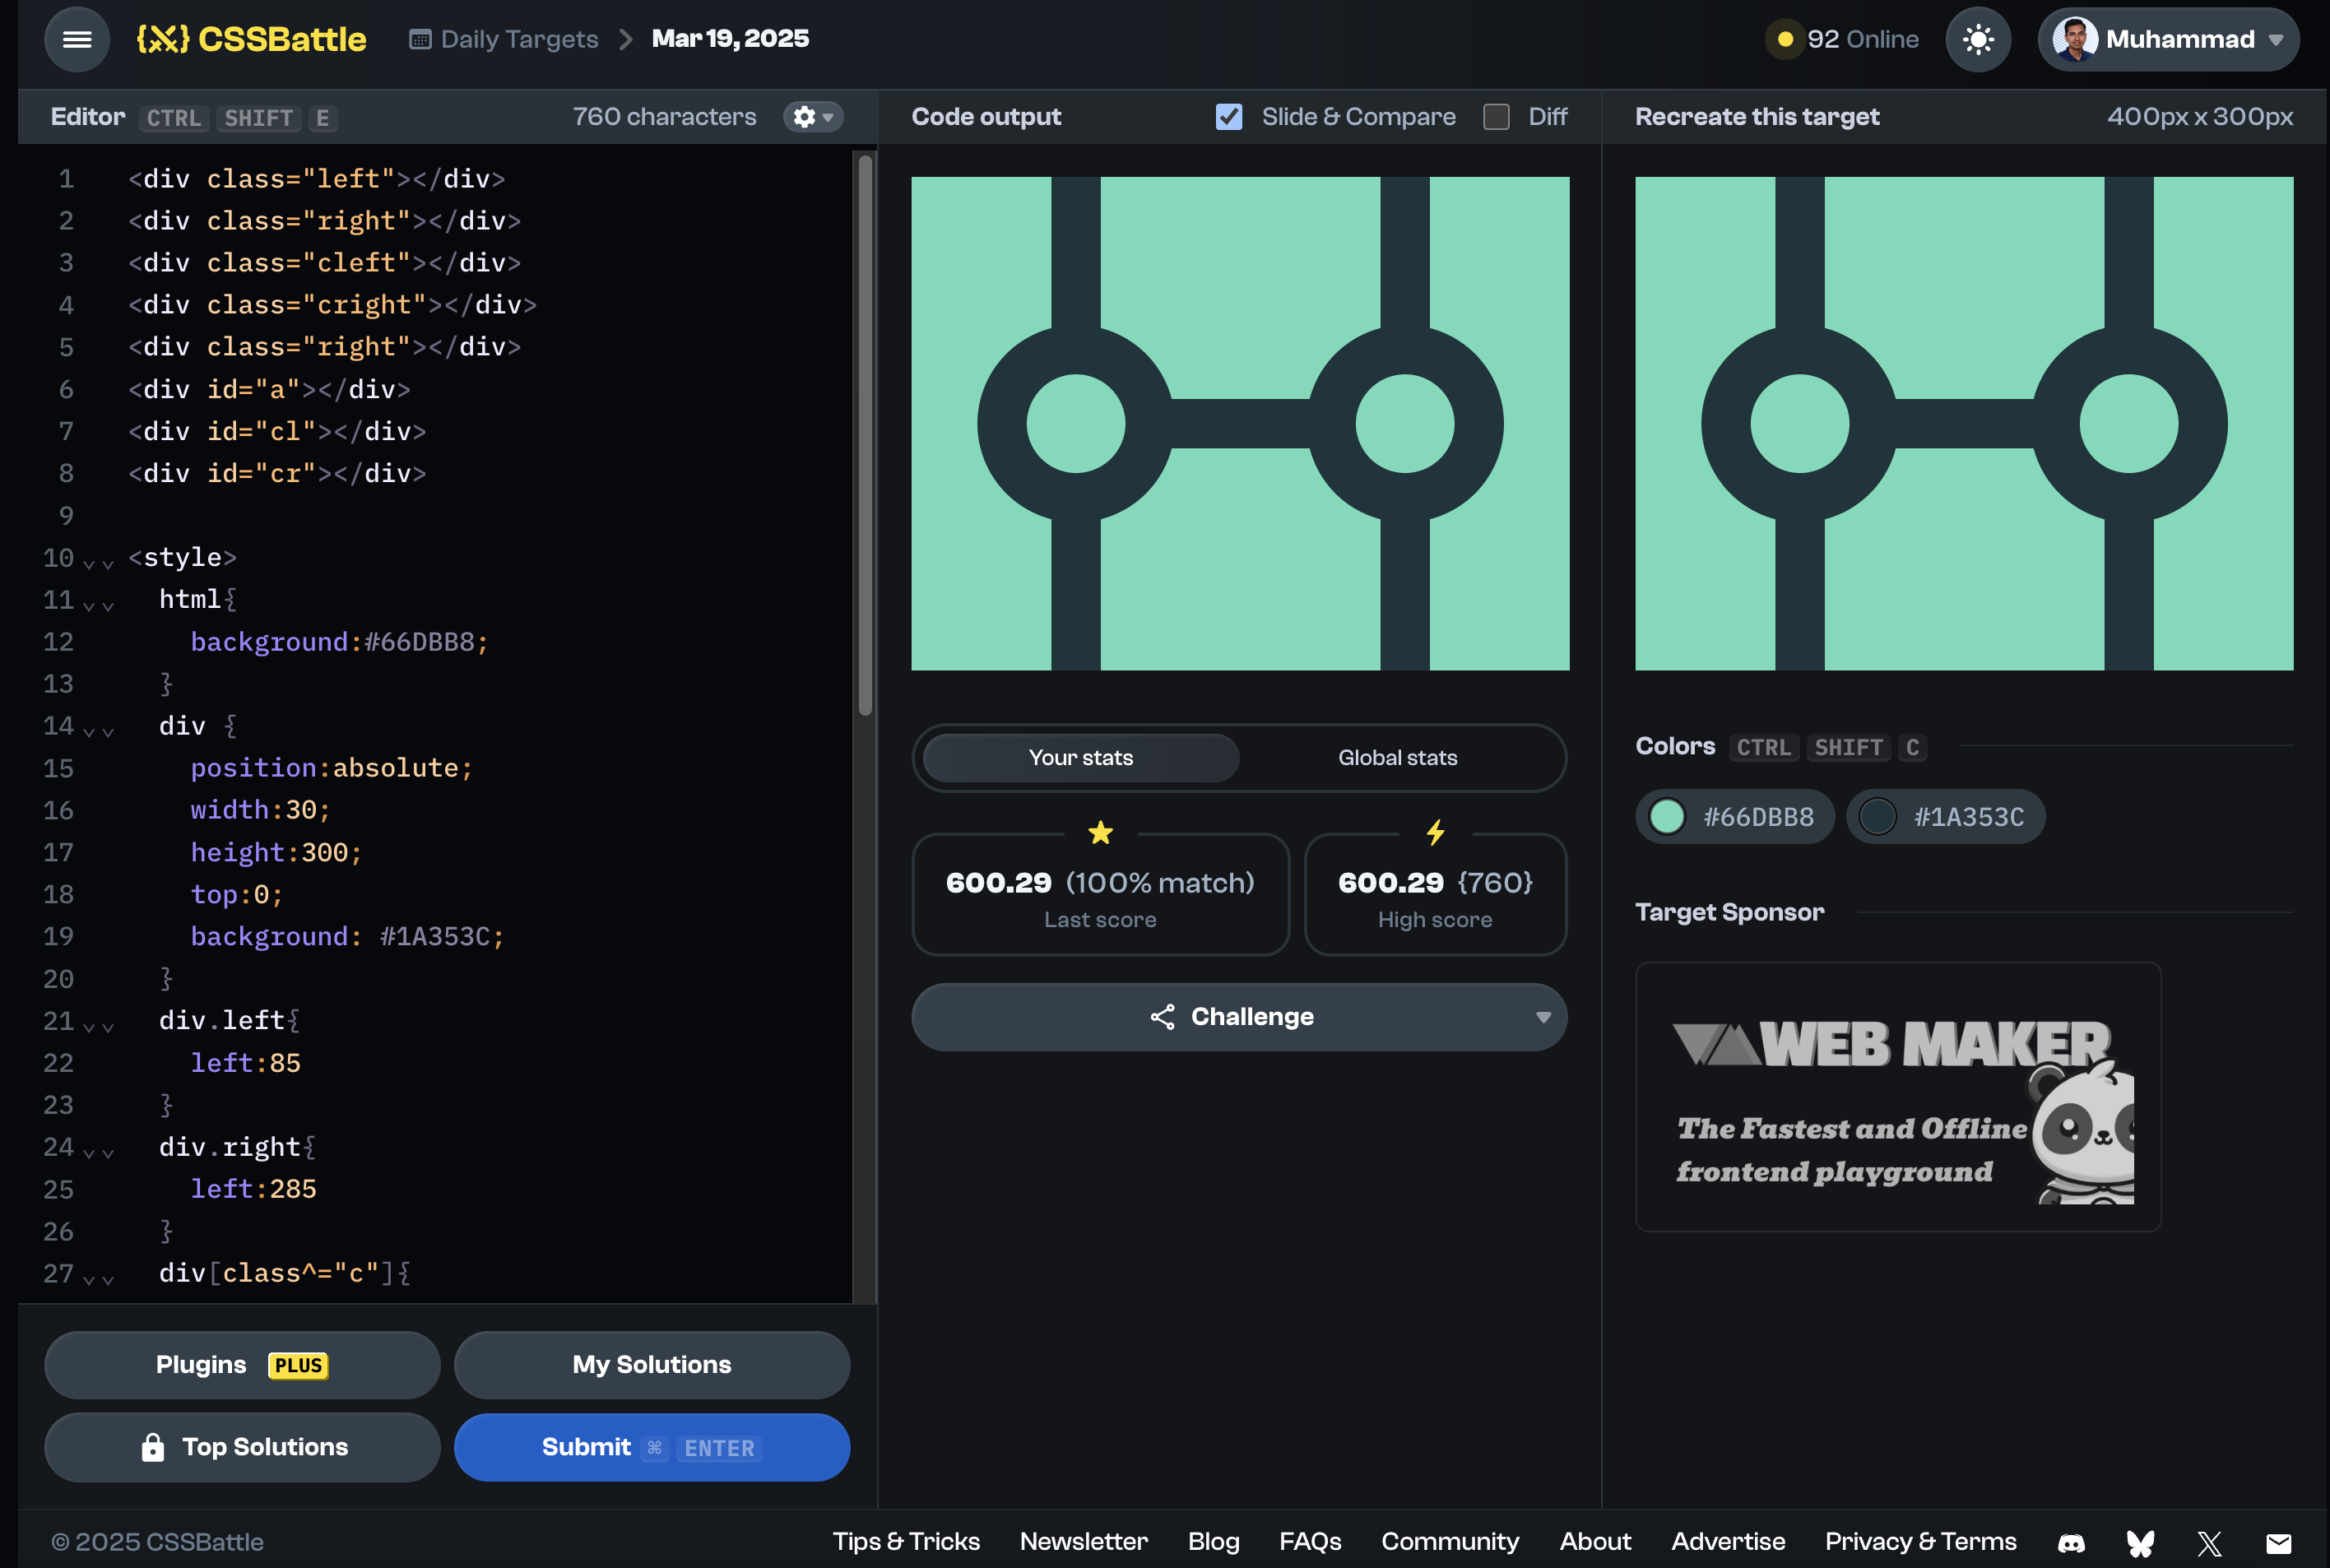 {X} CSSBattle
Daily Targets > Mar 19, 2025
92 Online
Muhammad
Editor CTRL SHIFT E
760 characters
1 <div class="left"></div>
2 <div class="right"></div>
3 <div class="cleft"></div>
4 <div class="cright"></div>
5 <div class="right"></div>
6 <div id="a"></div>
7 <div id="cl"></div>
8 <div id="cr"></div>
9
10 <style>
11 html{
12 background:#66DBB8;
13 }
14 div {
15 position:absolute;
16 width:30;
17 height:300;
18 top:0;
19 background: #1A353C;
20 }
21 div.left{
22 left:85
23 }
24 div.right{
25 left:285
26 }
27 div[class^="c"]{
Plugins PLUS
My Solutions
Top Solutions
Submit ⌘ ENTER
Code output
Slide & Compare
Diff
Your stats
Global stats
600.29 (100% match)
Last score
600.29 {760}
High score
Challenge
Recreate this target
400px x 300px
Colors CTRL SHIFT C
#66DBB8
#1A353C
Target Sponsor
WEB MAKER
The Fastest and Offline
frontend playground
© 2025 CSSBattle
Tips & Tricks
Newsletter
Blog
FAQs
Community
About
Advertise
Privacy & Terms